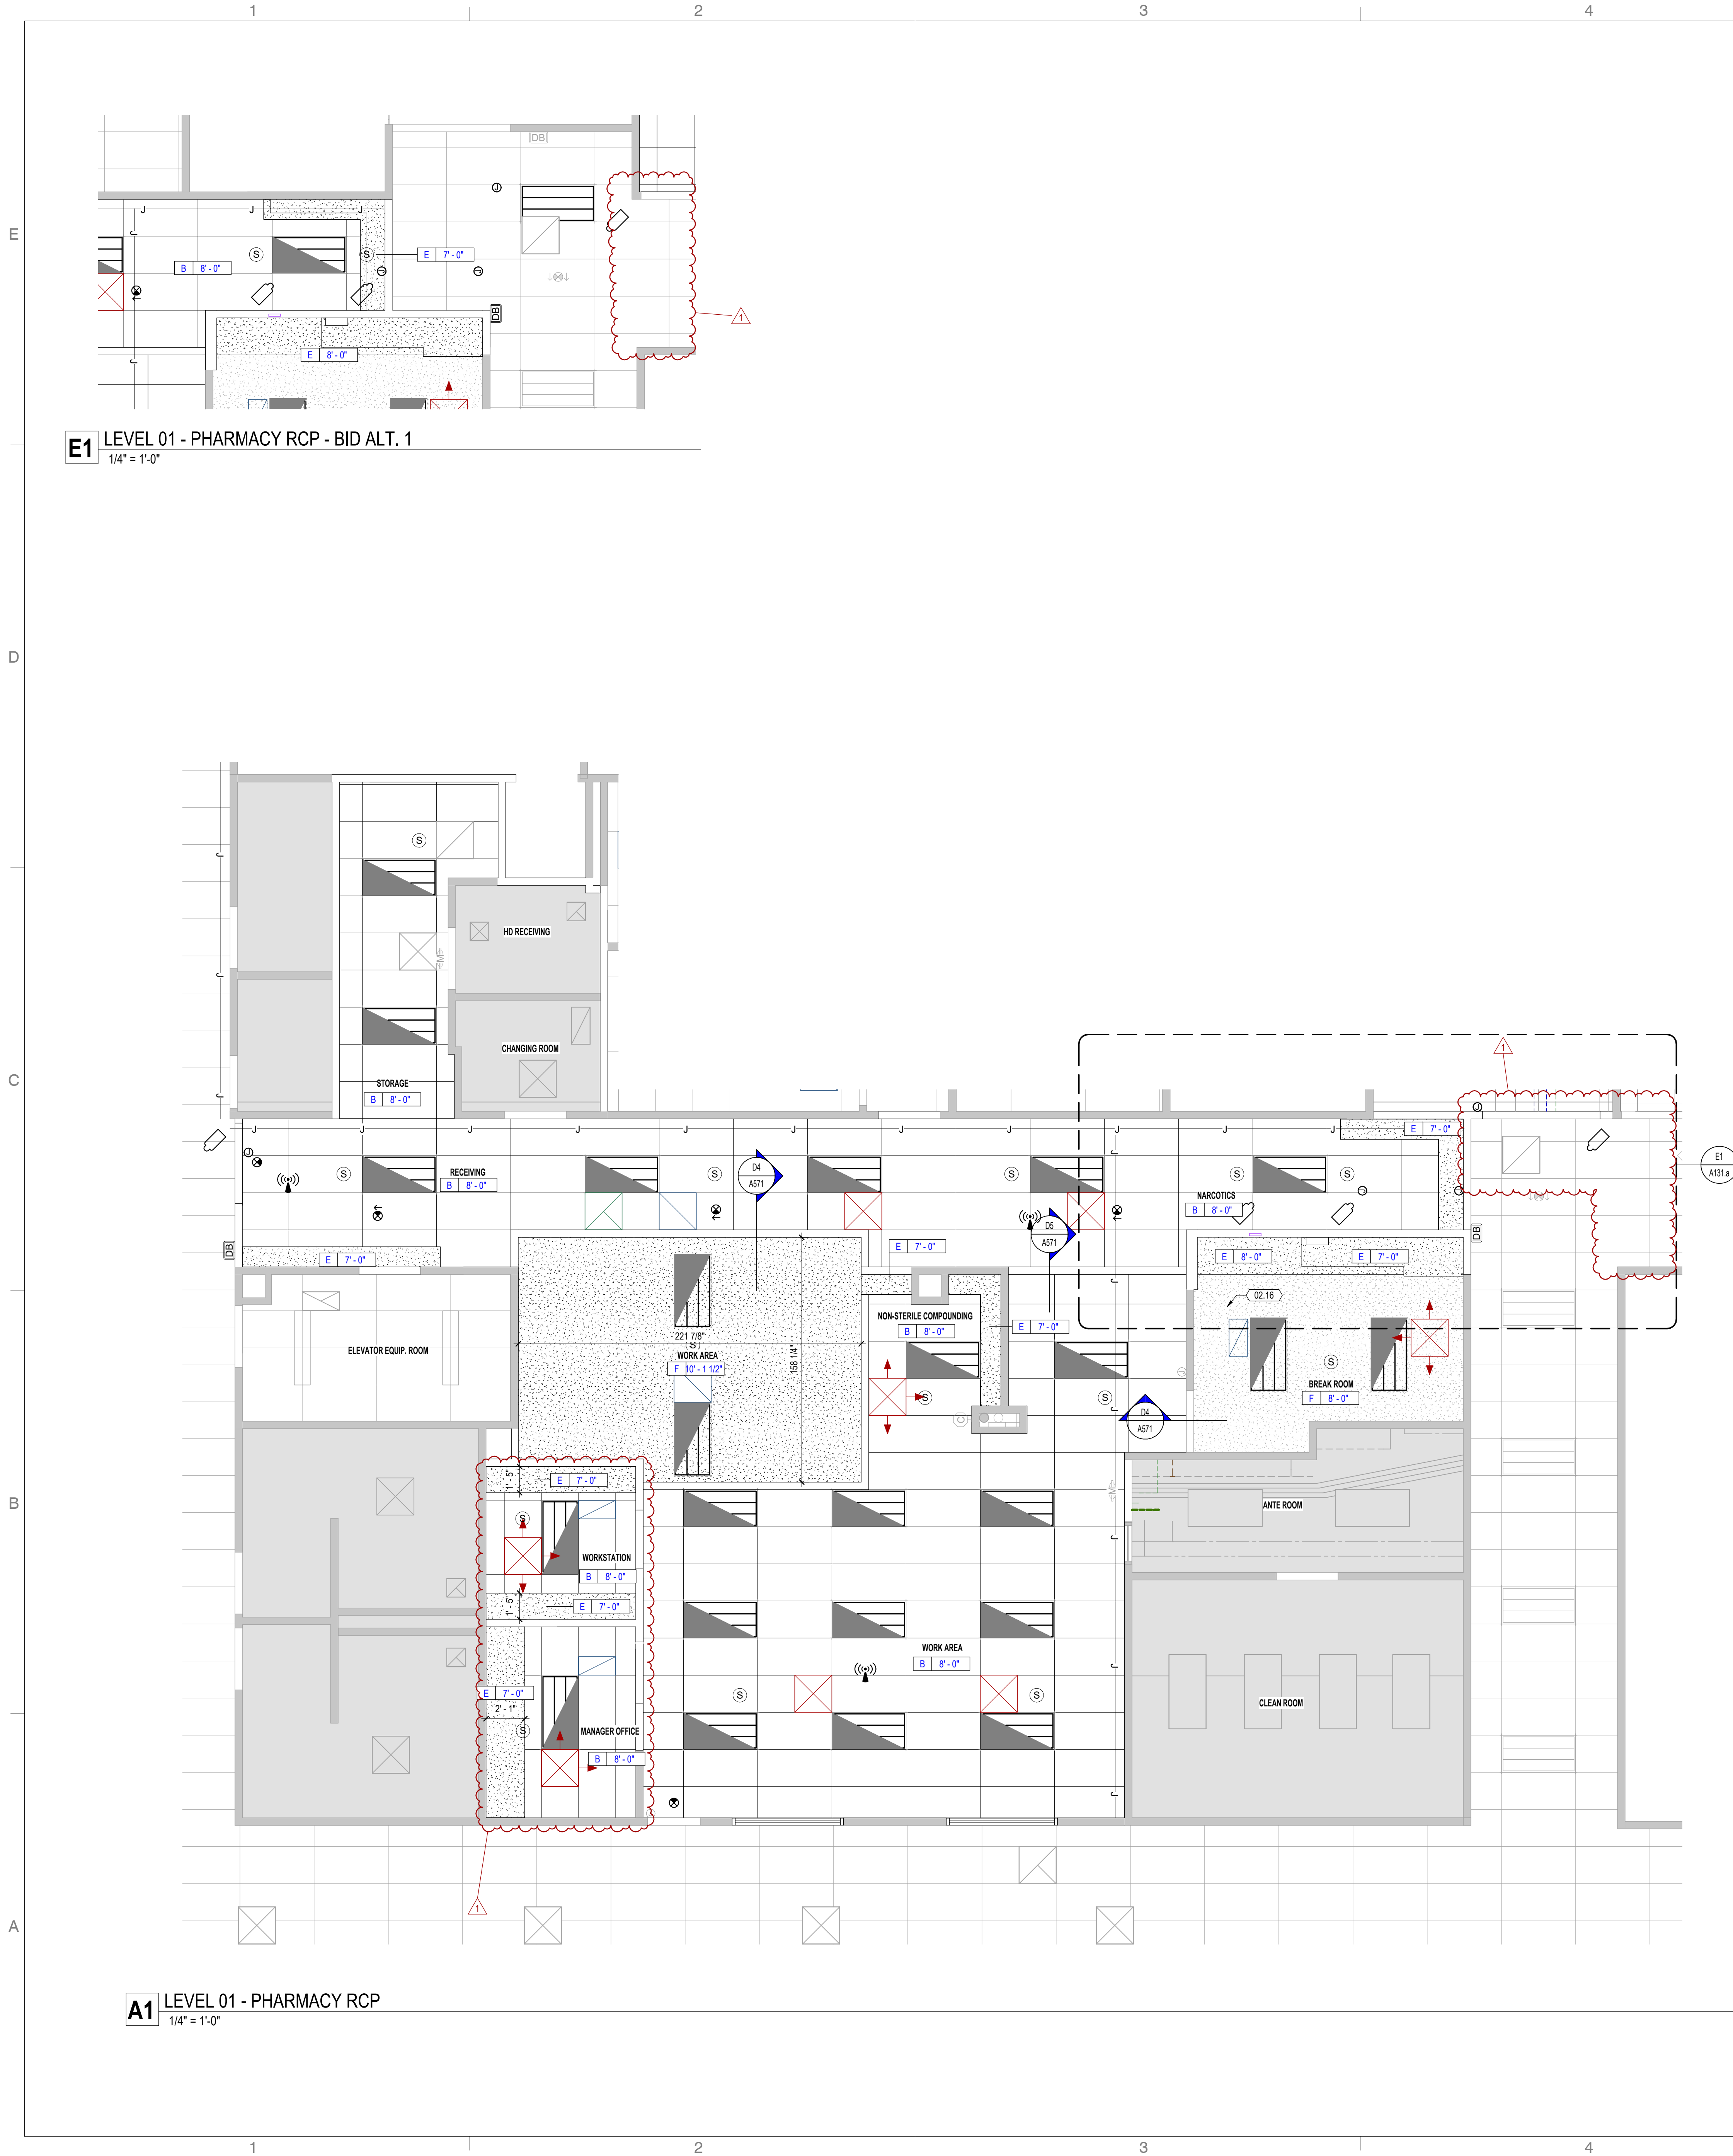 1 2 3 4
E
DB
J
J J J
J
S S
E 7' - 0"
B 8' - 0"
J J
DB
1
E 8' - 0"
J
E1 LEVEL 01 - PHARMACY RCP - BID ALT. 1
1/4" = 1'-0"
D
S
J
HD RECEIVING
M
J
CHANGING ROOM
1
C
STORAGE
B 8' - 0"
J
J
J J J J J J J J J J J
E 7' - 0"
J
J
E1
A131.a
D4
A571
S
RECEIVING
B 8' - 0"
S S S S
NARCOTICS
B 8' - 0"
J J
D5
A571
DB
DB
E 7' - 0"
E 7' - 0"
E 8' - 0"
E 7' - 0"
J
02.16
NON-STERILE COMPOUNDING
B 8' - 0"
E 7' - 0"
221 7/8"
S
158 1/4"
ELEVATOR EQUIP. ROOM
WORK AREA
F 10' - 1 1/2"
J
S
BREAK ROOM
F 8' - 0"
S S
C
D4
A571
1' - 5"
E 7' - 0"
M
B
ANTE ROOM
S
J
WORKSTATION
B 8' - 0"
1' - 5"
E 7' - 0"
WORK AREA
B 8' - 0"
J
E 7' - 0"
2' - 1"
S S
CLEAN ROOM
S
MANAGER OFFICE
B 8' - 0"
J
1
A
A1 LEVEL 01 - PHARMACY RCP
1/4" = 1'-0"
1 2 3 4